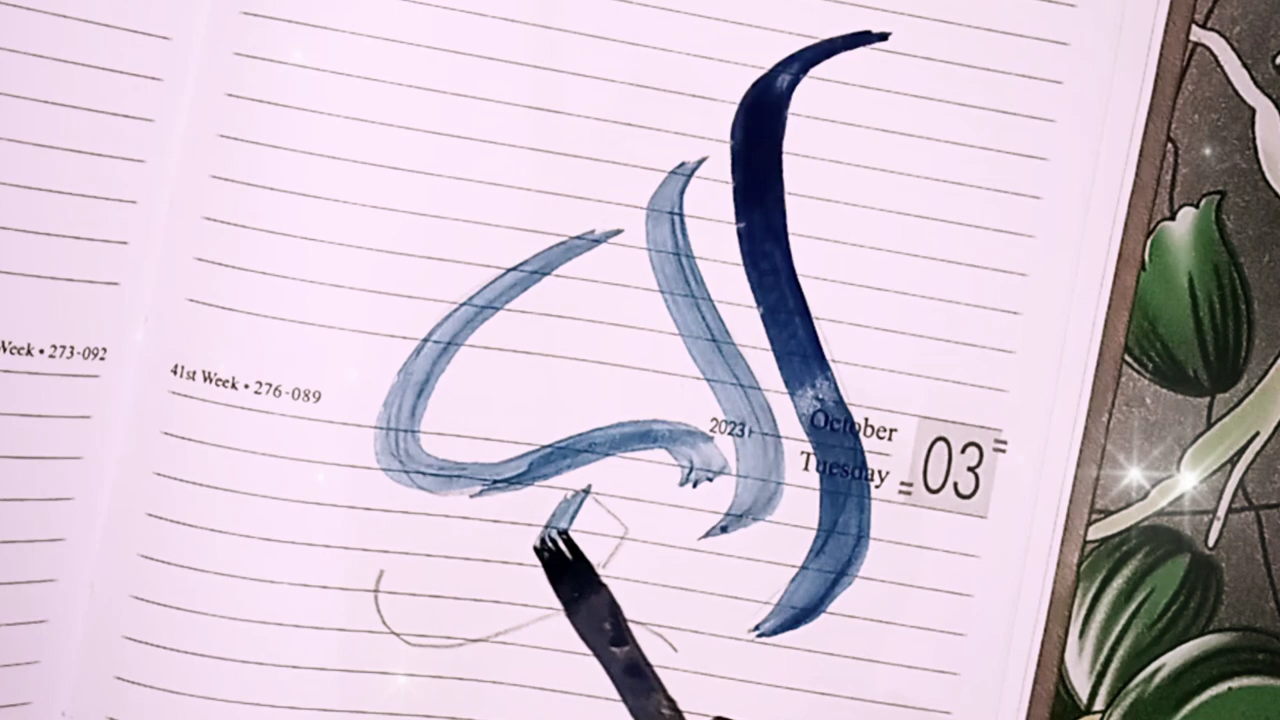 Week • 273-092
41st Week • 276-089
2023 October
Tuesday
03